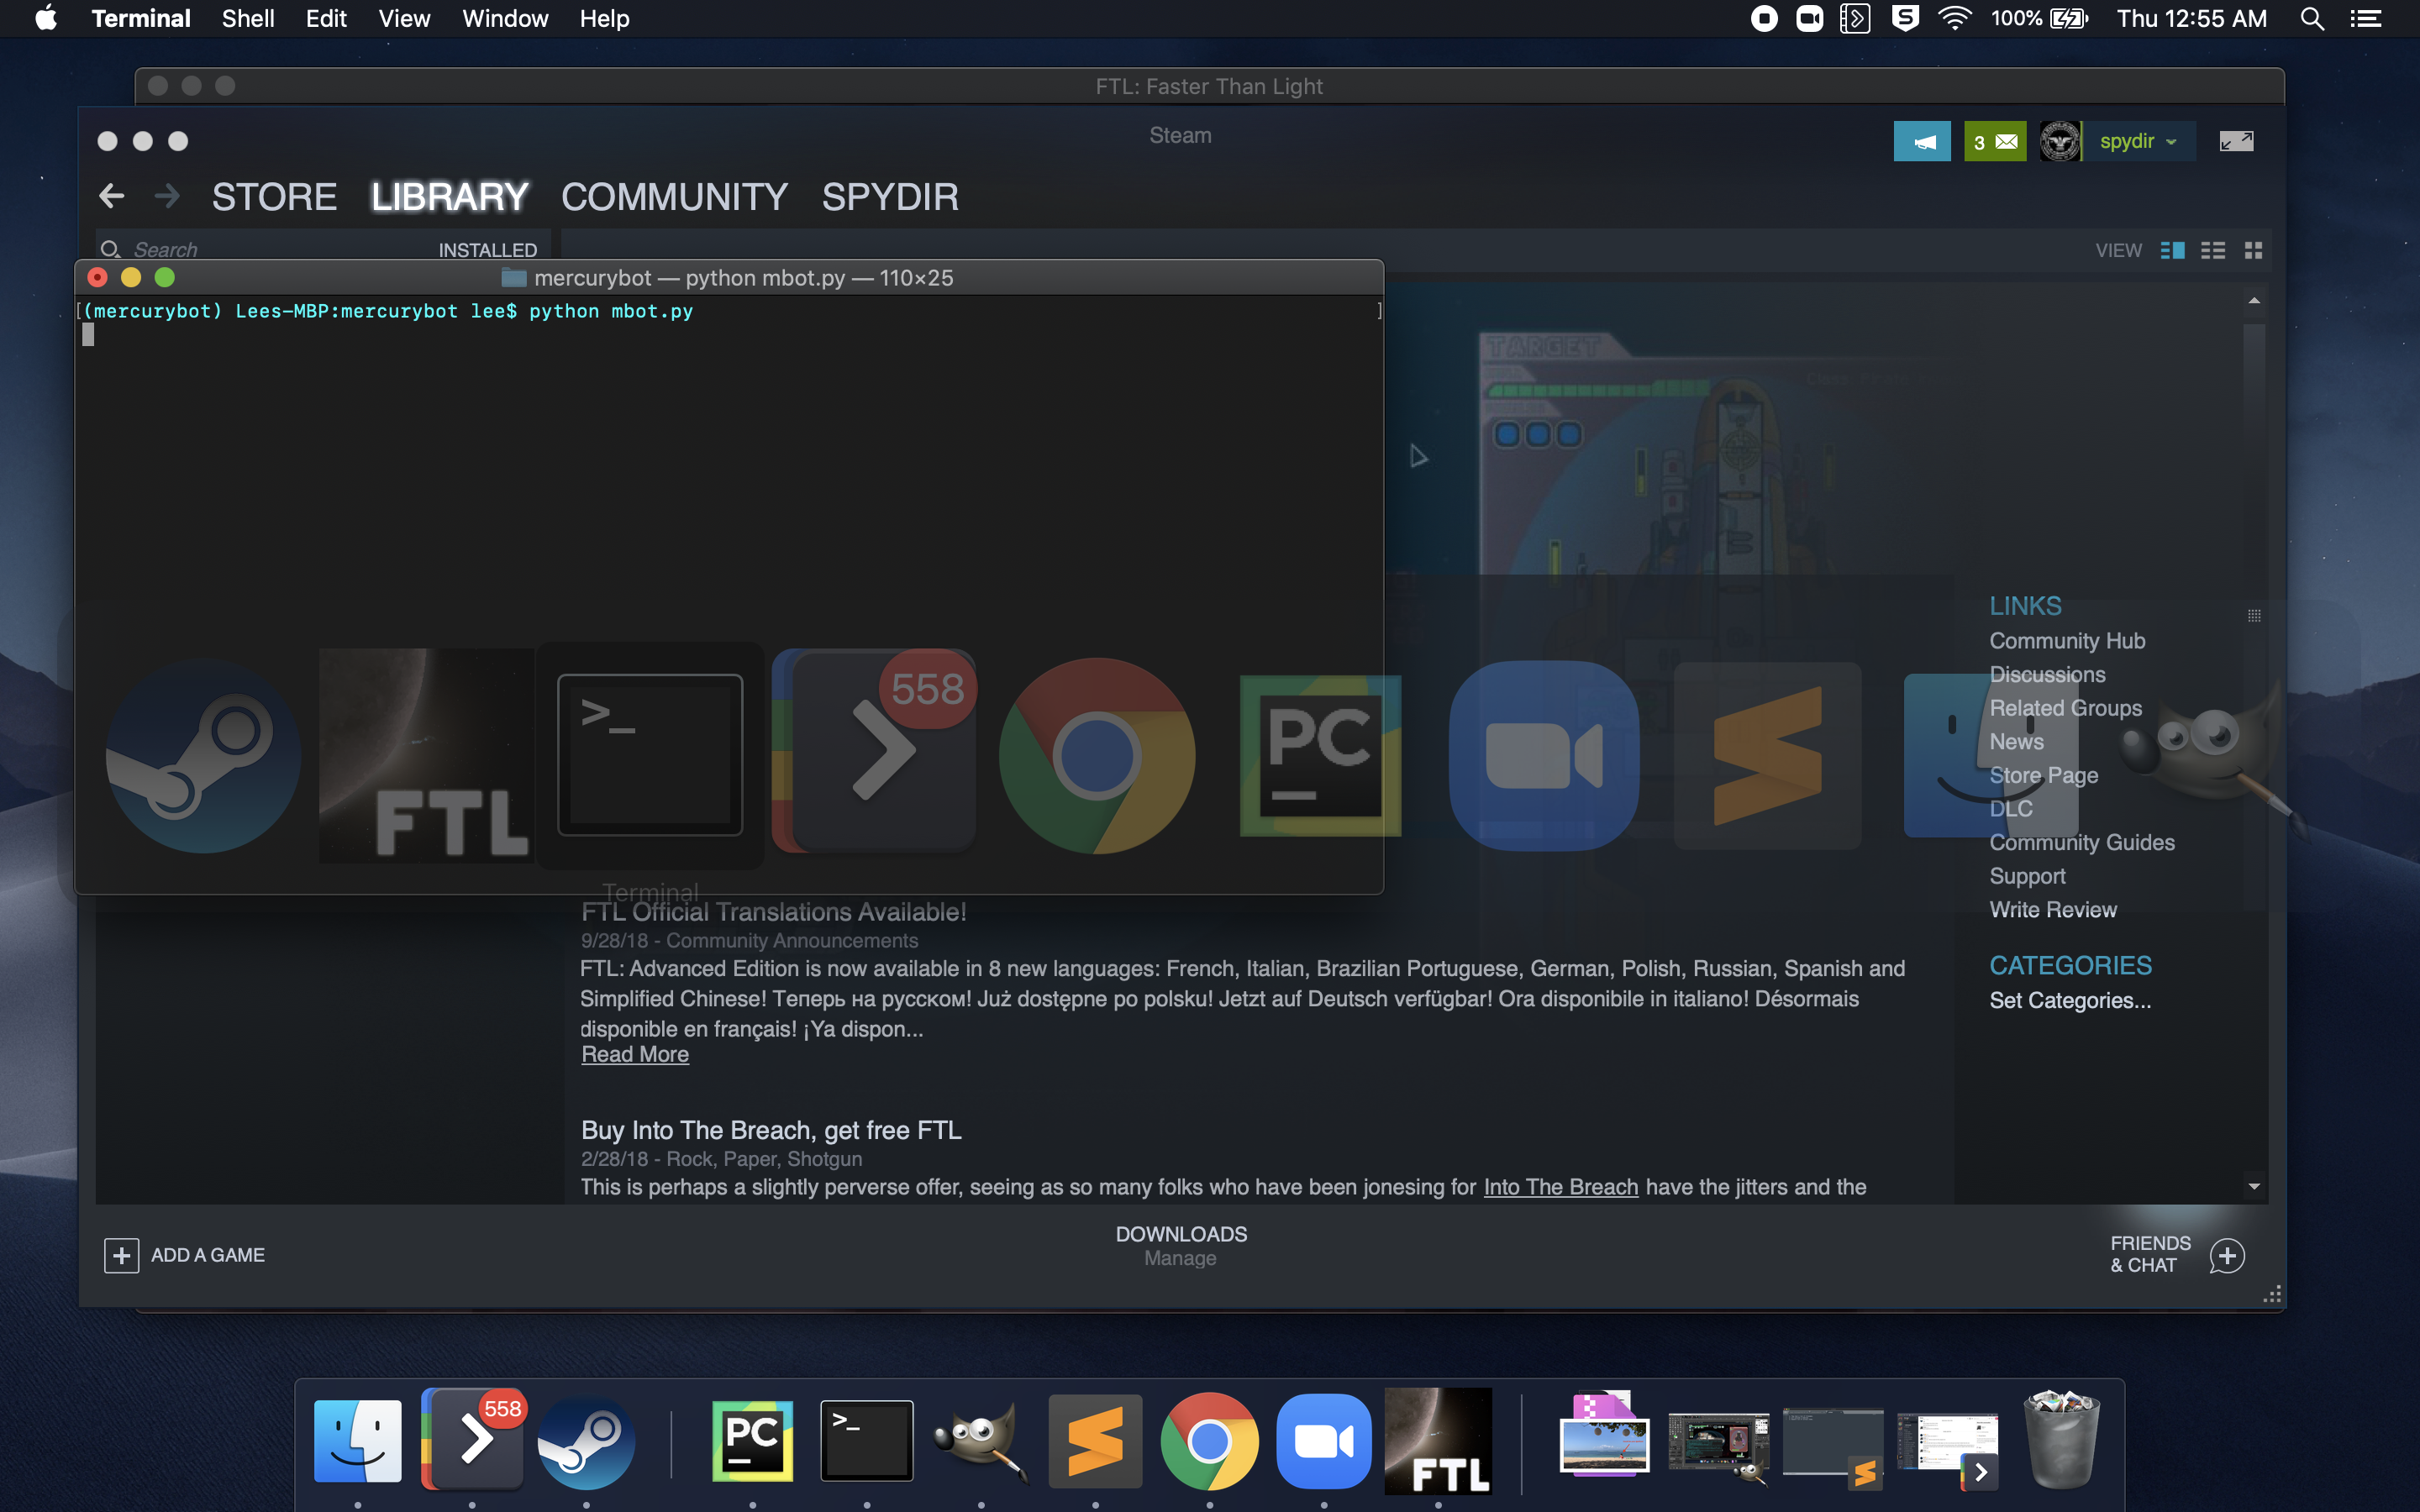 Terminal Shell Edit View Window Help
100% Thu 12:55 AM
FTL: Faster Than Light
Steam
3 spydir
STORE LIBRARY COMMUNITY SPYDIR
Search INSTALLED
VIEW
mercurybot — python mbot.py — 110×25
[(mercurybot) Lees-MBP:mercurybot lee$ python mbot.py ]
TARGET
LINKS
Community Hub
Discussions
Related Groups
News
Store Page
DLC
Community Guides
Support
Write Review
CATEGORIES
Set Categories...
FTL
>_
558
PC
Terminal
FTL Official Translations Available!
9/28/18 - Community Announcements
FTL: Advanced Edition is now available in 8 new languages: French, Italian, Brazilian Portuguese, German, Polish, Russian, Spanish and
Simplified Chinese! Теперь на русском! Już dostępne po polsku! Jetzt auf Deutsch verfügbar! Ora disponibile in italiano! Désormais
disponible en français! ¡Ya dispon...
Read More
Buy Into The Breach, get free FTL
2/28/18 - Rock, Paper, Shotgun
This is perhaps a slightly perverse offer, seeing as so many folks who have been jonesing for Into The Breach have the jitters and the
ADD A GAME
DOWNLOADS
Manage
FRIENDS
& CHAT
558
PC
>_
FTL